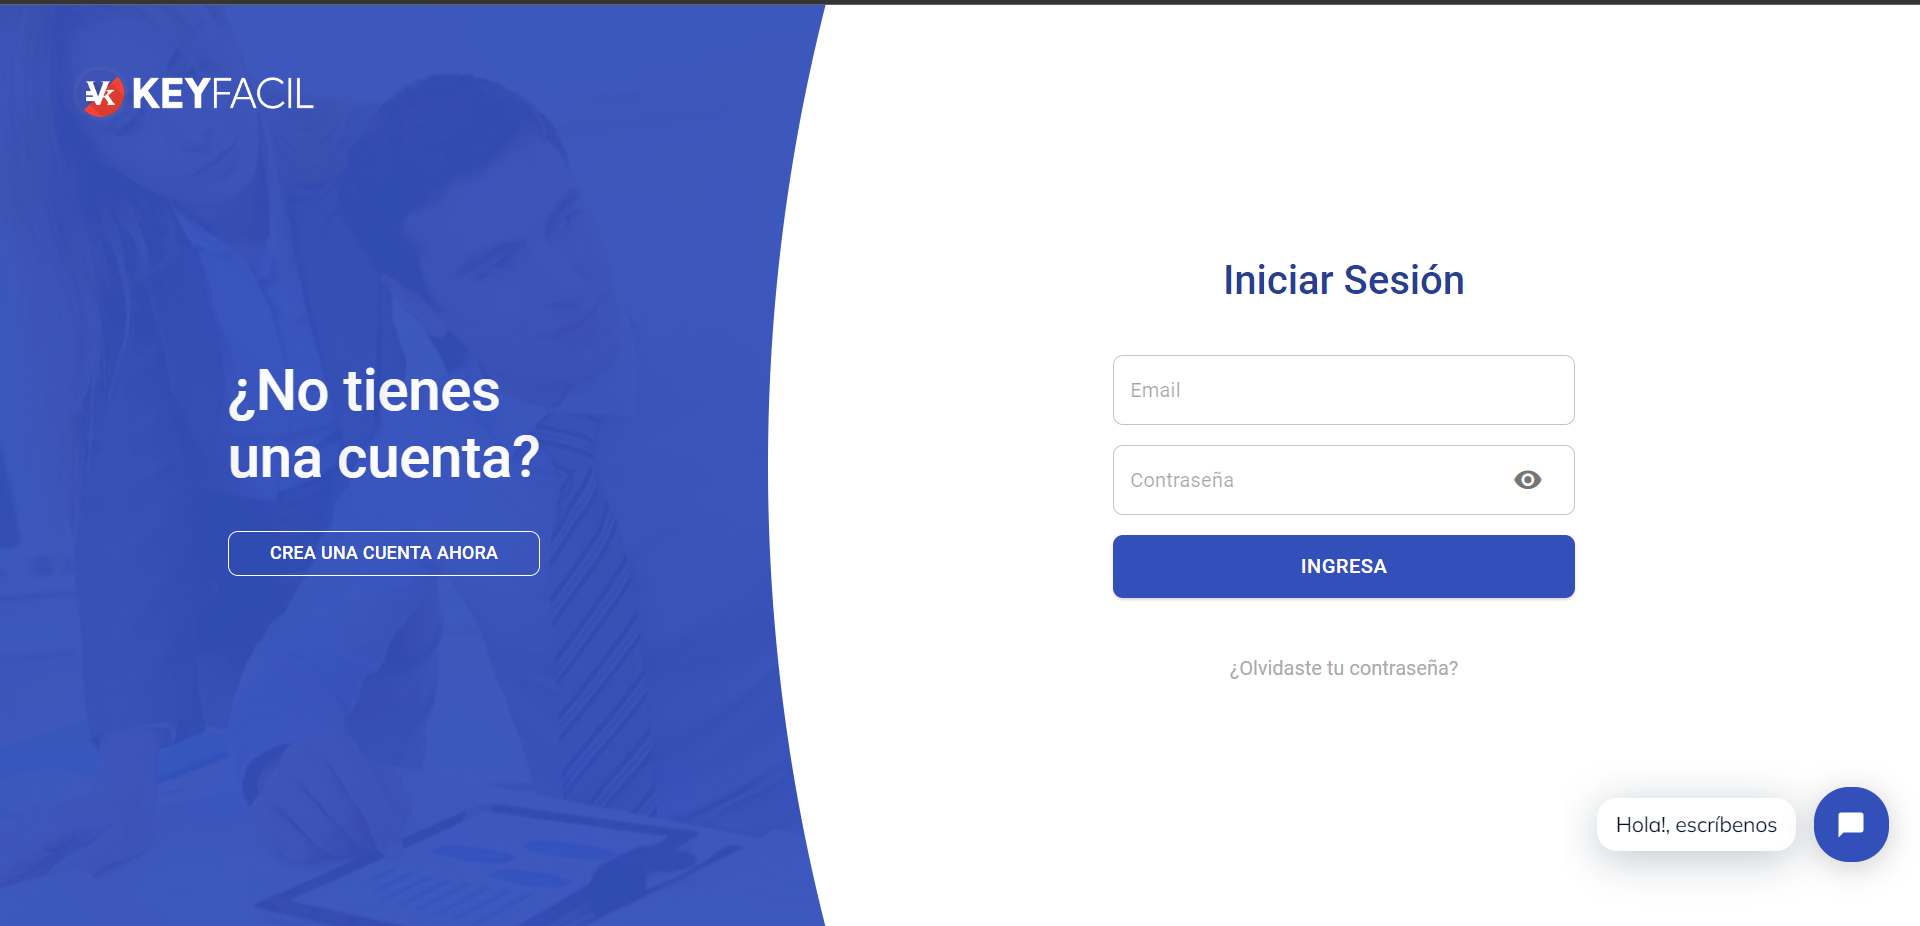 KEYFACIL
¿No tienes
una cuenta?
CREA UNA CUENTA AHORA
Iniciar Sesión
Email
Contraseña
INGRESA
¿Olvidaste tu contraseña?
Hola!, escríbenos